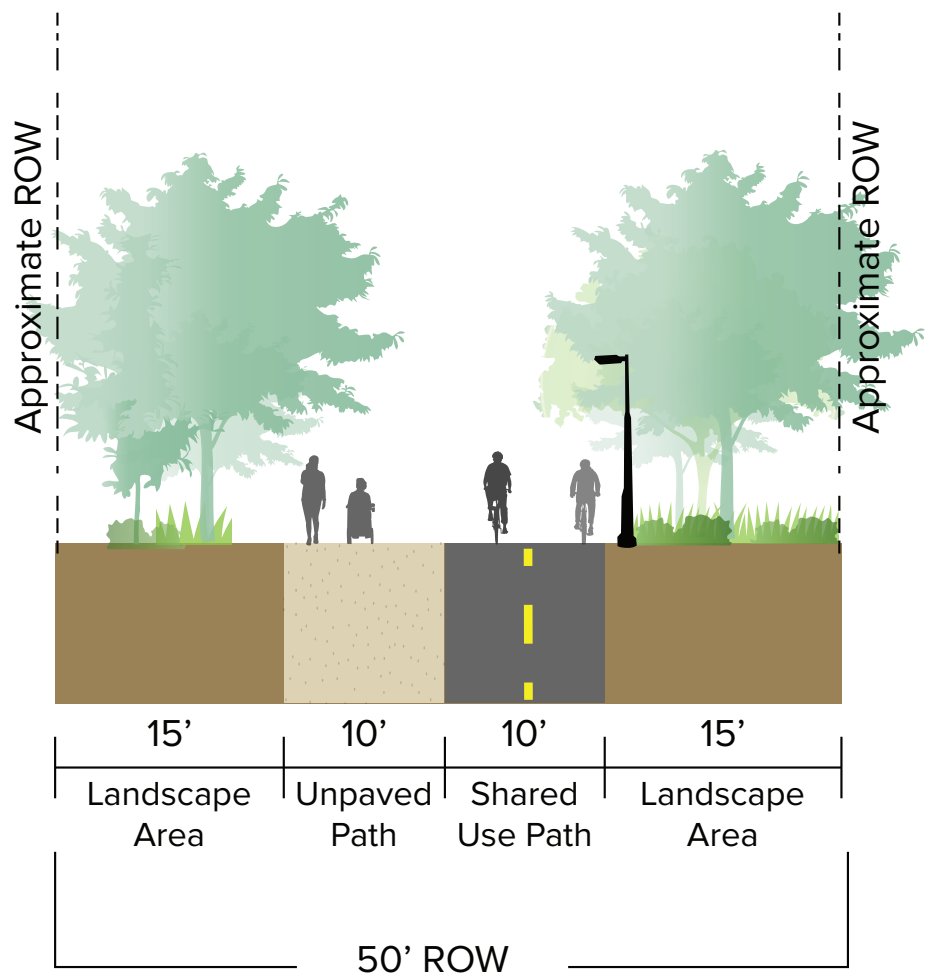 Approximate ROW
Approximate ROW
15’
10’
10’
15’
Landscape
Area
Unpaved
Path
Shared
Use Path
Landscape
Area
50’ ROW